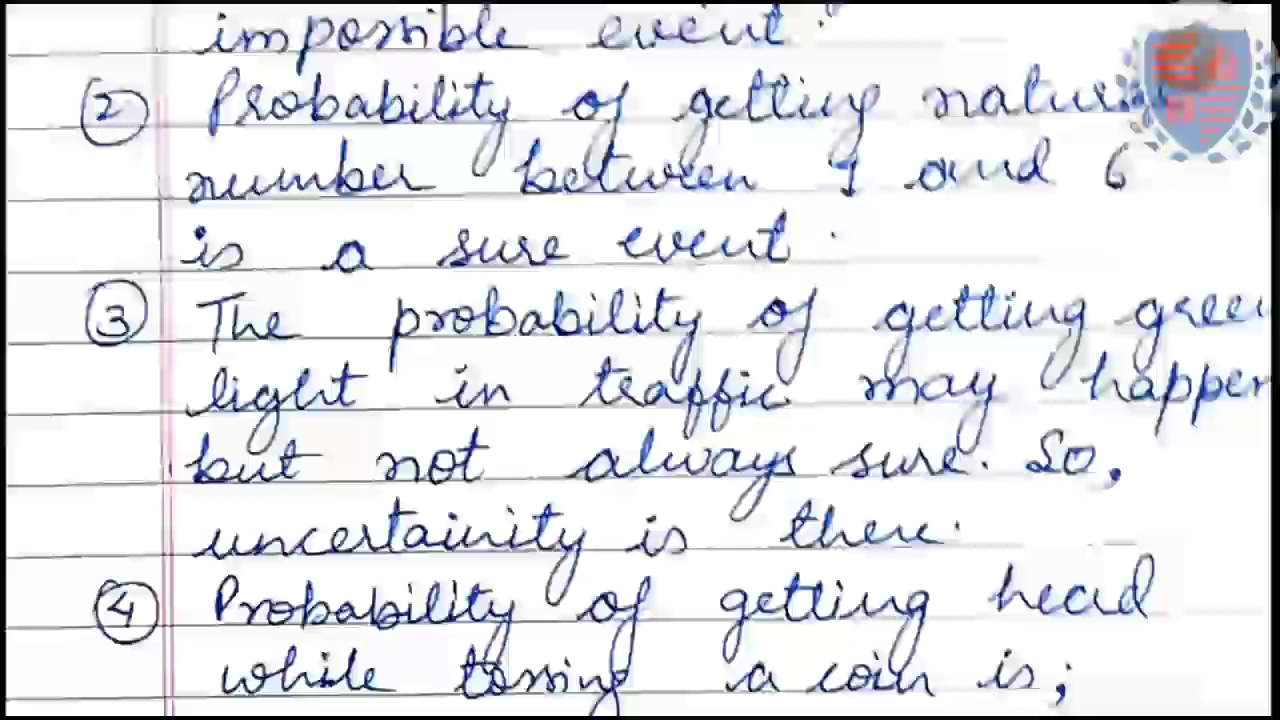 impossible event.
② Probability of getting natural
number between 1 and 6
is a sure event.
③ The probability of getting green
light in traffic may happen
but not always sure. So,
uncertainity is there.
④ Probability of getting head
while tossing a coin is;